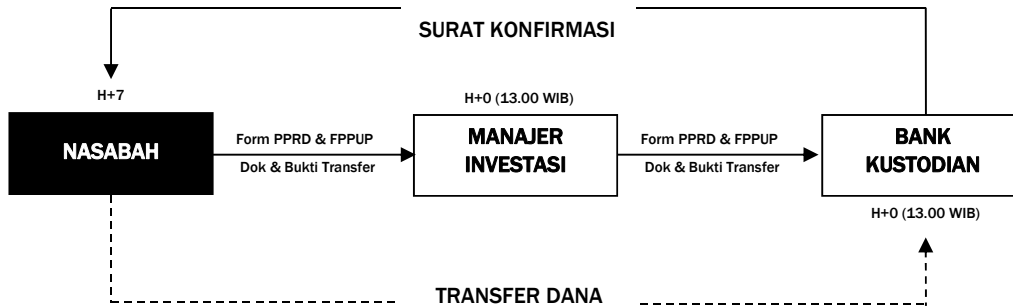 SURAT KONFIRMASI
H+7
H+0 (13.00 WIB)
NASABAH
Form PPRD & FPPUP
Dok & Bukti Transfer
MANAJER
INVESTASI
Form PPRD & FPPUP
Dok & Bukti Transfer
BANK
KUSTODIAN
H+0 (13.00 WIB)
TRANSFER DANA